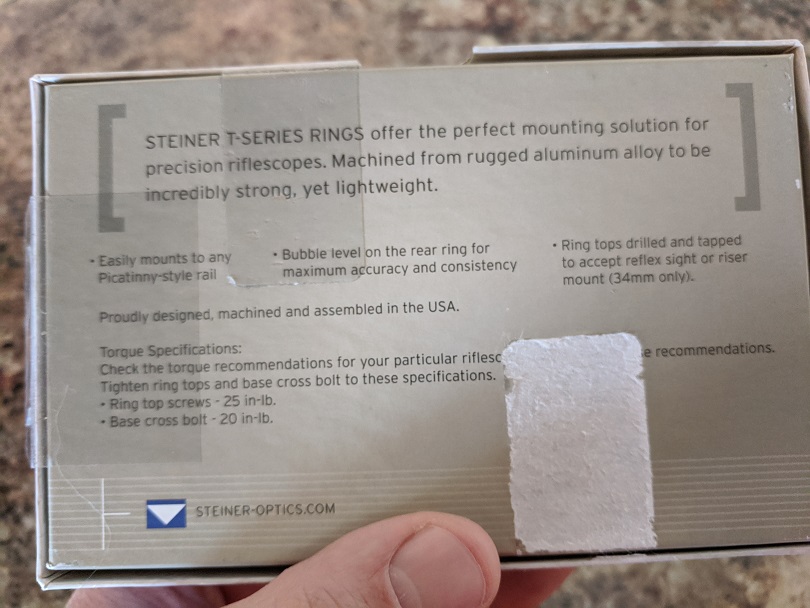 STEINER T-SERIES RINGS offer the perfect mounting solution for
precision riflescopes. Machined from rugged aluminum alloy to be
incredibly strong, yet lightweight.
• Easily mounts to any
Picatinny-style rail
• Bubble level on the rear ring for
maximum accuracy and consistency
• Ring tops drilled and tapped
to accept reflex sight or riser
mount (34mm only).
Proudly designed, machined and assembled in the USA.
Torque Specifications:
Check the torque recommendations for your particular recommendations.
Tighten ring tops and base cross bolt to these specifications.
• Ring top screws - 25 in-lb.
• Base cross bolt - 20 in-lb.
STEINER-OPTICS.COM